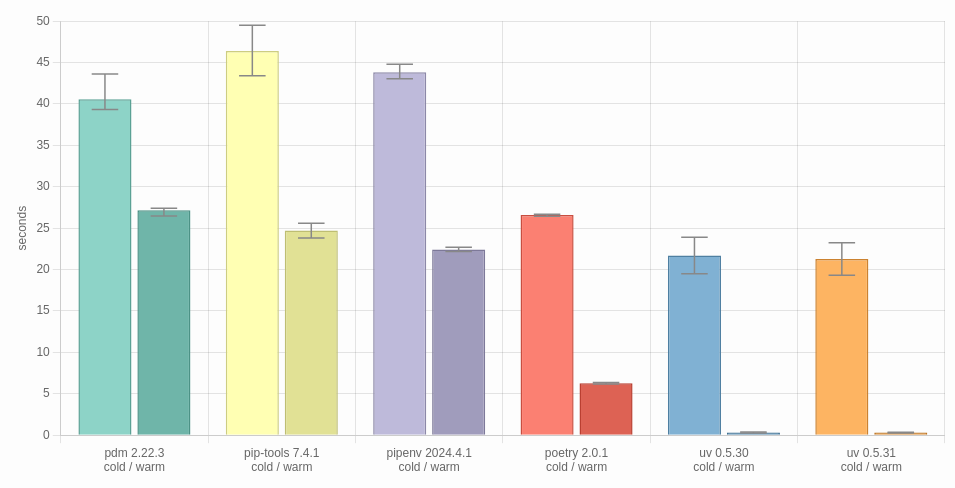 50
45
40
35
30
25
20
15
10
5
0
seconds
pdm 2.22.3
cold / warm
pip-tools 7.4.1
cold / warm
pipenv 2024.4.1
cold / warm
poetry 2.0.1
cold / warm
uv 0.5.30
cold / warm
uv 0.5.31
cold / warm